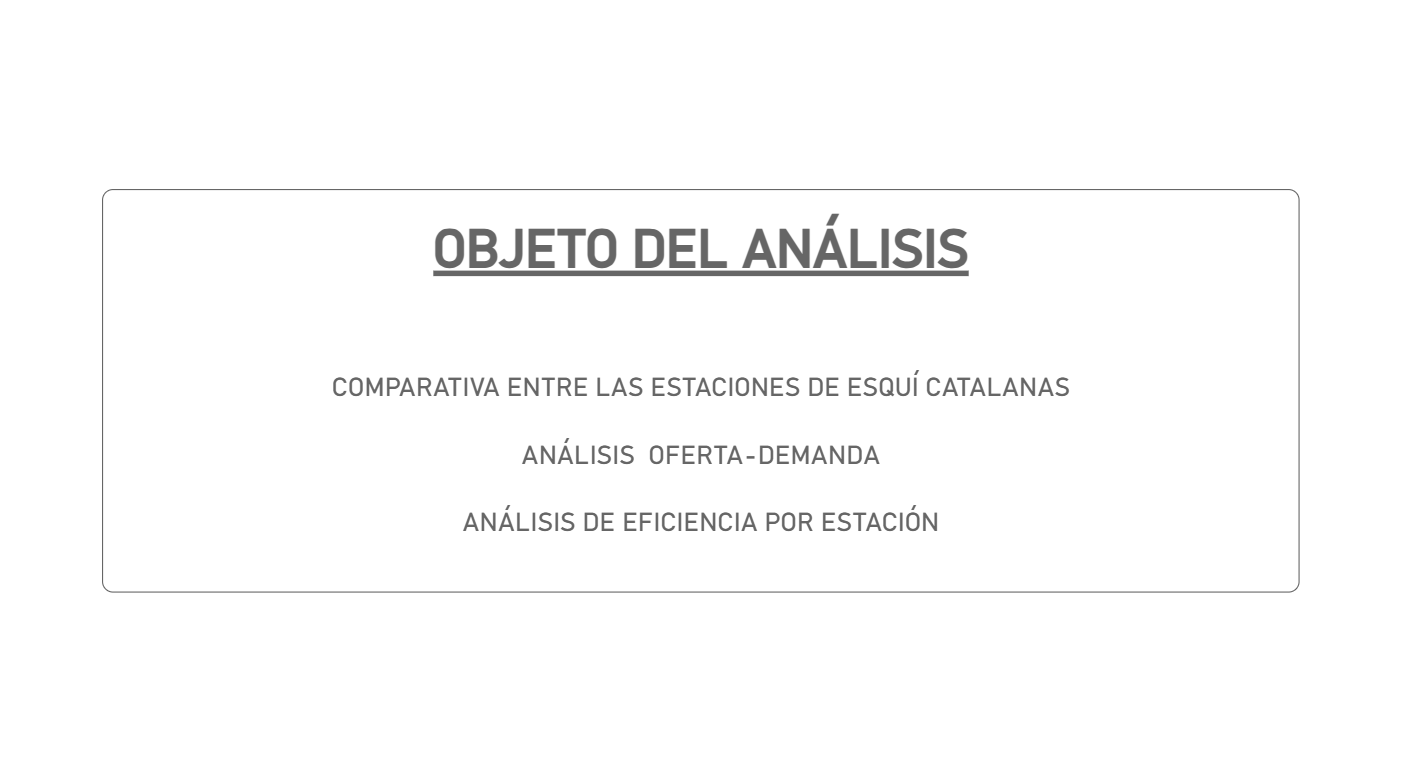 OBJETO DEL ANÁLISIS
COMPARATIVA ENTRE LAS ESTACIONES DE ESQUÍ CATALANAS
ANÁLISIS  OFERTA-DEMANDA
ANÁLISIS DE EFICIENCIA POR ESTACIÓN